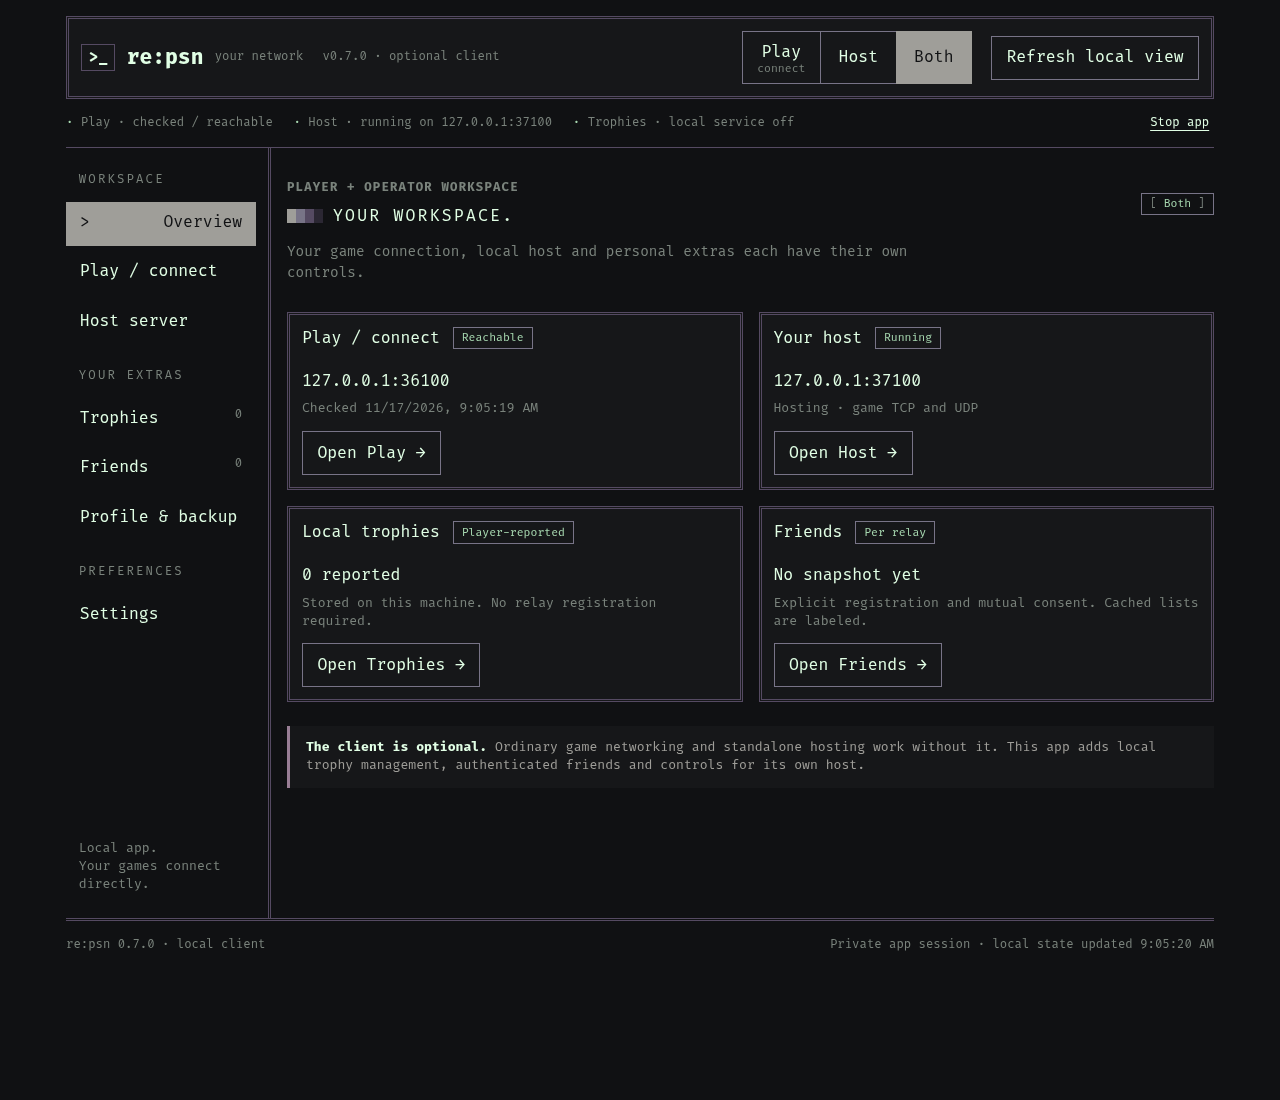 >_ re:psn your network v0.7.0 · optional client
Play
connect
Host
Both
Refresh local view
· Play · checked / reachable · Host · running on 127.0.0.1:37100 · Trophies · local service off
Stop app
WORKSPACE
> Overview
Play / connect
Host server
YOUR EXTRAS
Trophies 0
Friends 0
Profile & backup
PREFERENCES
Settings
Local app.
Your games connect
directly.
PLAYER + OPERATOR WORKSPACE
YOUR WORKSPACE.
[ Both ]
Your game connection, local host and personal extras each have their own
controls.
Play / connect Reachable
127.0.0.1:36100
Checked 11/17/2026, 9:05:19 AM
Open Play →
Your host Running
127.0.0.1:37100
Hosting · game TCP and UDP
Open Host →
Local trophies Player-reported
0 reported
Stored on this machine. No relay registration
required.
Open Trophies →
Friends Per relay
No snapshot yet
Explicit registration and mutual consent. Cached lists
are labeled.
Open Friends →
The client is optional. Ordinary game networking and standalone hosting work without it. This app adds local
trophy management, authenticated friends and controls for its own host.
re:psn 0.7.0 · local client
Private app session · local state updated 9:05:20 AM